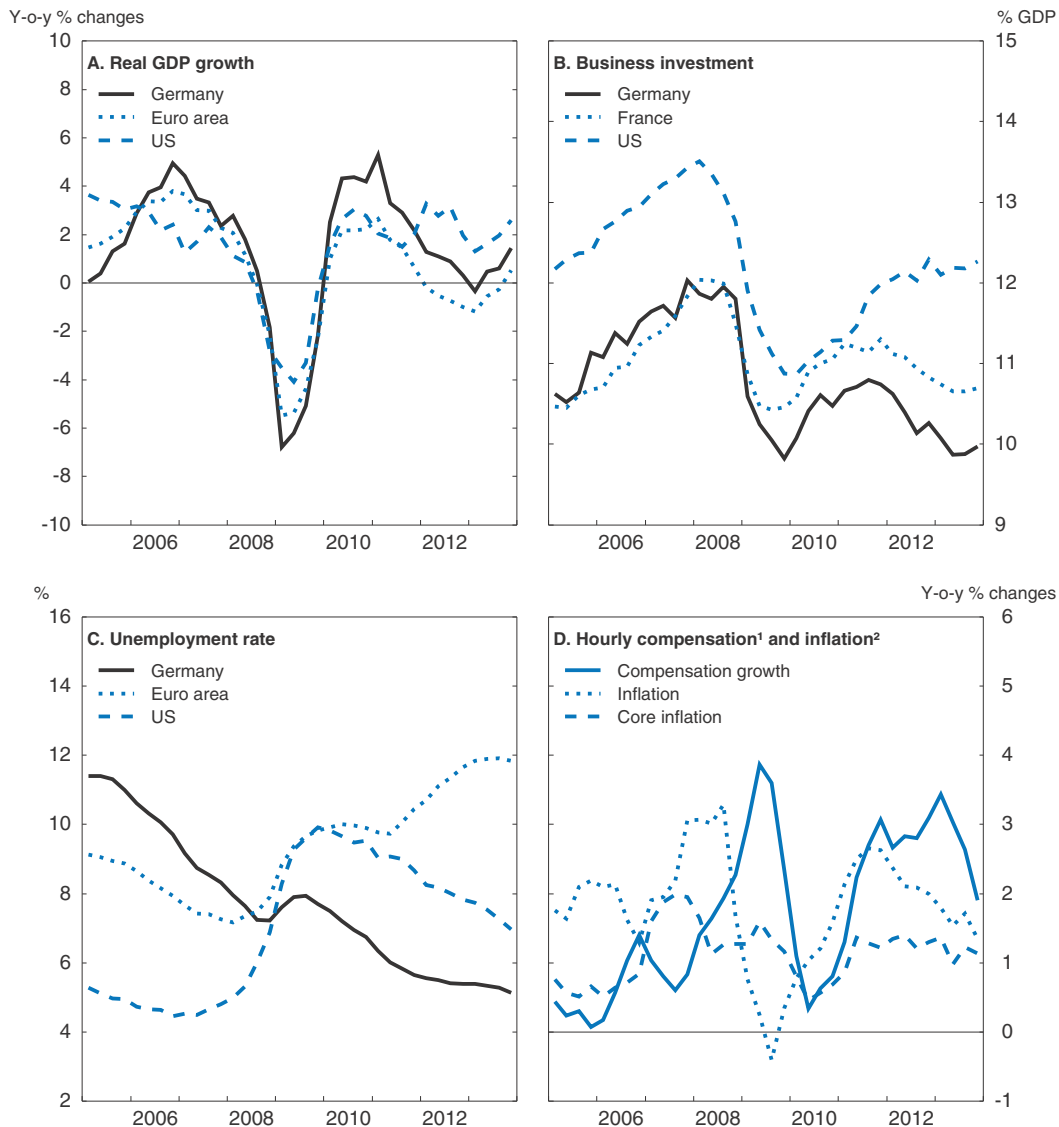 Y-o-y % changes
% GDP
A. Real GDP growth
Germany
Euro area
US
10
8
6
4
2
0
-2
-4
-6
-8
-10
2006 2008 2010 2012
B. Business investment
Germany
France
US
15
14
13
12
11
10
9
2006 2008 2010 2012
%
Y-o-y % changes
C. Unemployment rate
Germany
Euro area
US
16
14
12
10
8
6
4
2
2006 2008 2010 2012
D. Hourly compensation¹ and inflation²
Compensation growth
Inflation
Core inflation
6
5
4
3
2
1
0
-1
2006 2008 2010 2012